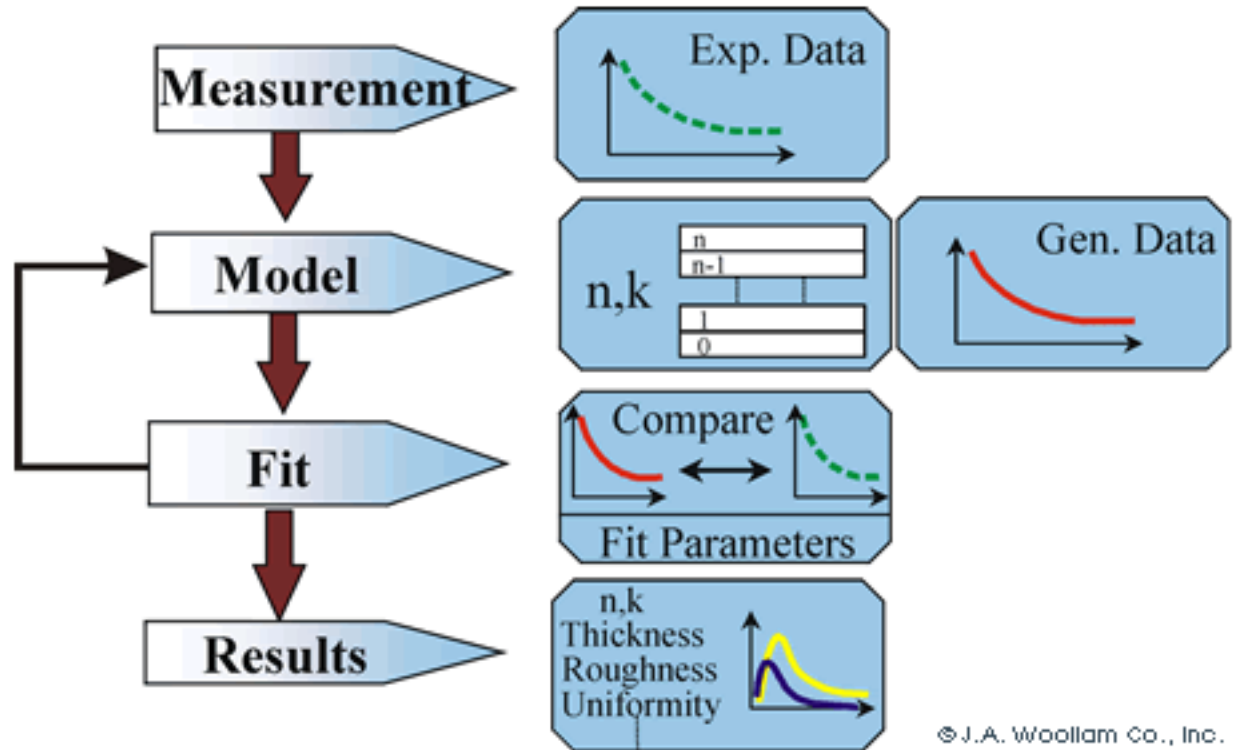 Measurement
Exp. Data
Model
n,k
n
n-1
1
0
Gen. Data
Fit
Compare
Fit Parameters
Results
n,k
Thickness
Roughness
Uniformity
©J.A. Woollam Co., Inc.